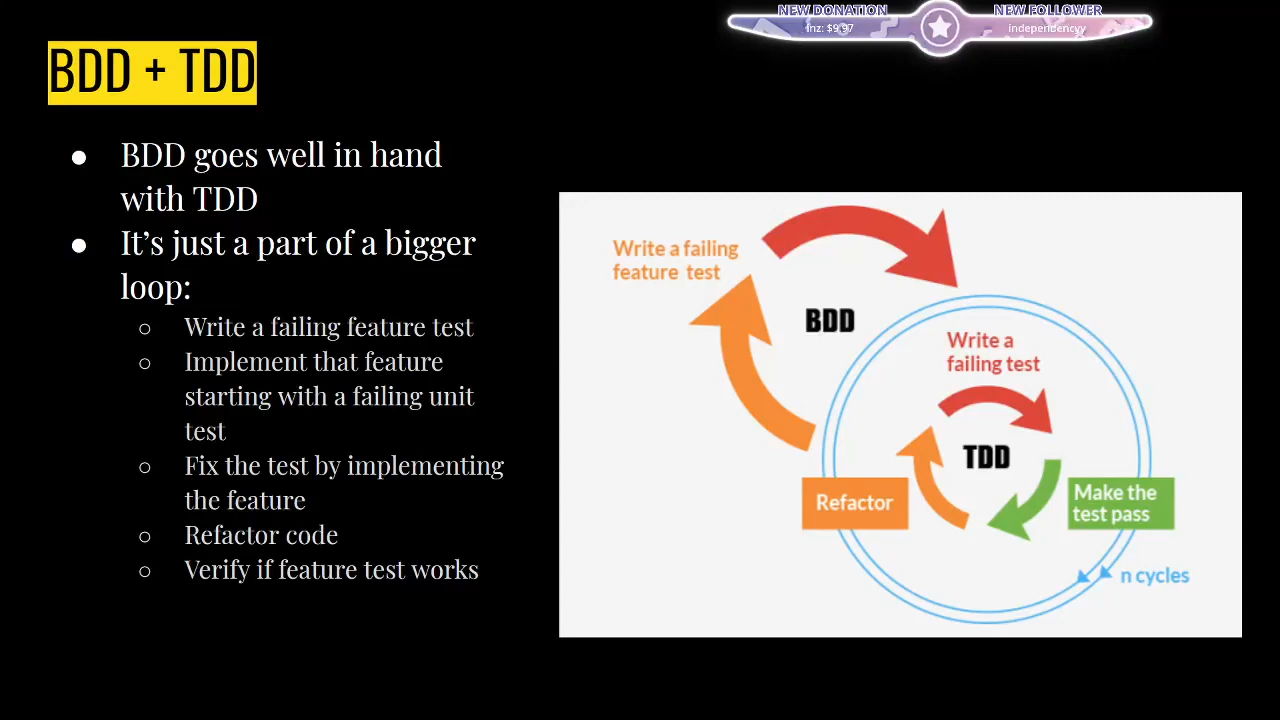 NEW DONATION
inz: $9.97
NEW FOLLOWER
independencyy
BDD + TDD
● BDD goes well in hand
with TDD
● It's just a part of a bigger
loop:
○ Write a failing feature test
○ Implement that feature
starting with a failing unit
test
○ Fix the test by implementing
the feature
○ Refactor code
○ Verify if feature test works
Write a failing
feature test
BDD
Write a
failing test
TDD
Refactor
Make the
test pass
n cycles